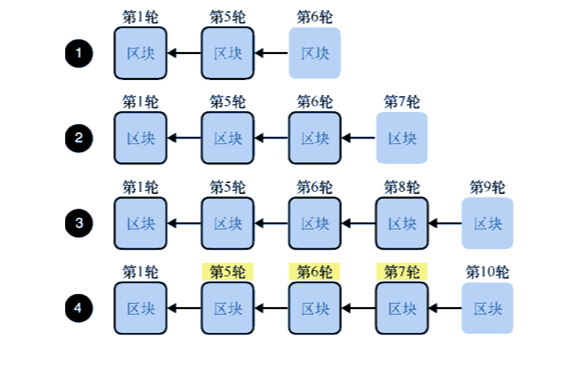 第1轮 第5轮 第6轮
1 区块 区块 区块
第1轮 第5轮 第6轮 第7轮
2 区块 区块 区块 区块
第1轮 第5轮 第6轮 第8轮 第9轮
3 区块 区块 区块 区块 区块
第1轮 第5轮 第6轮 第7轮 第10轮
4 区块 区块 区块 区块 区块